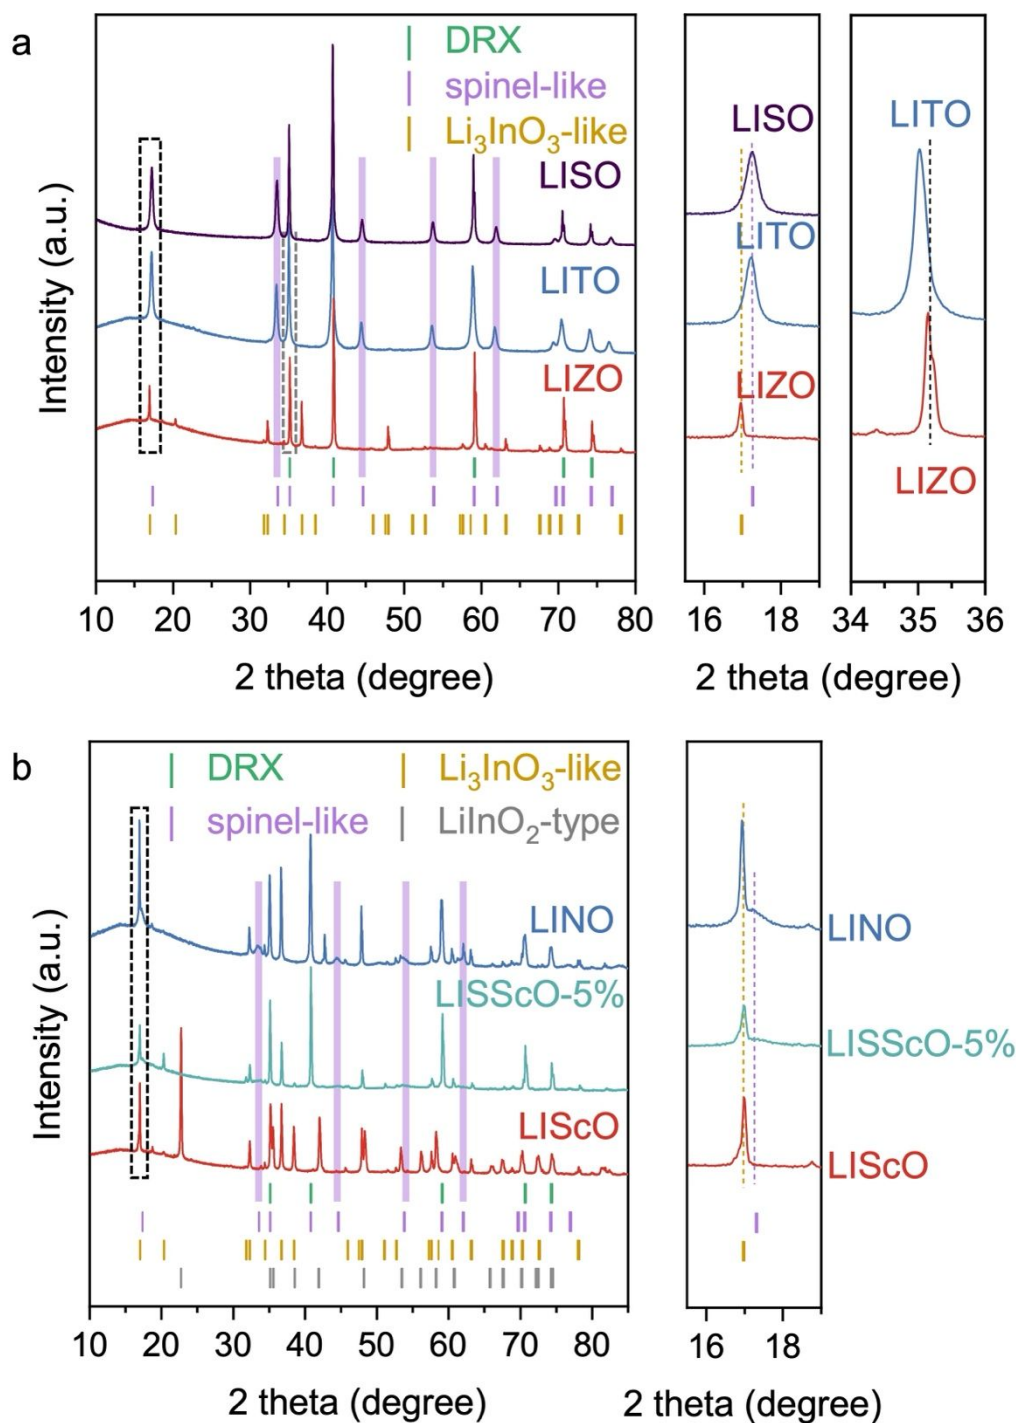 a
DRX
spinel-like
Li₃InO₃-like
LISO
LITO
LIZO
Intensity (a.u.)
10 20 30 40 50 60 70 80
2 theta (degree)
LISO
LITO
LIZO
16 18
LITO
LIZO
34 35 36
2 theta (degree)
b
DRX
Li₃InO₃-like
spinel-like
LiInO₂-type
LINO
LISScO-5%
LIScO
Intensity (a.u.)
10 20 30 40 50 60 70 80
2 theta (degree)
LINO
LISScO-5%
LIScO
16 18
2 theta (degree)